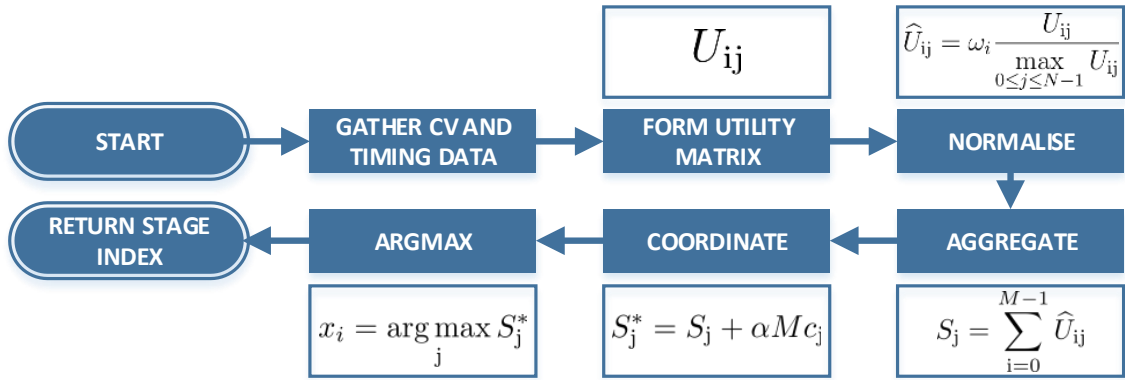 U_ij
Û_ij = ω_i U_ij / max_{0≤j≤N−1} U_ij
START
GATHER CV AND
TIMING DATA
FORM UTILITY
MATRIX
NORMALISE
RETURN STAGE
INDEX
ARGMAX
COORDINATE
AGGREGATE
x_i = arg max_j S*_j
S*_j = S_j + αMc_j
S_j = ∑_{i=0}^{M−1} Û_ij